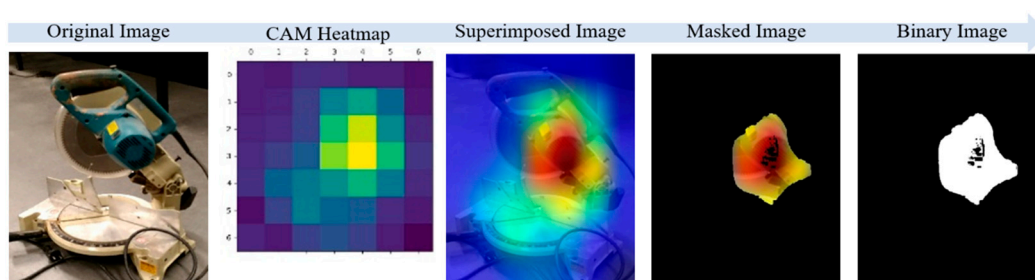 Original Image
CAM Heatmap
Superimposed Image
Masked Image
Binary Image
0 1 2 3 4 5 6
0
1
2
3
4
5
6